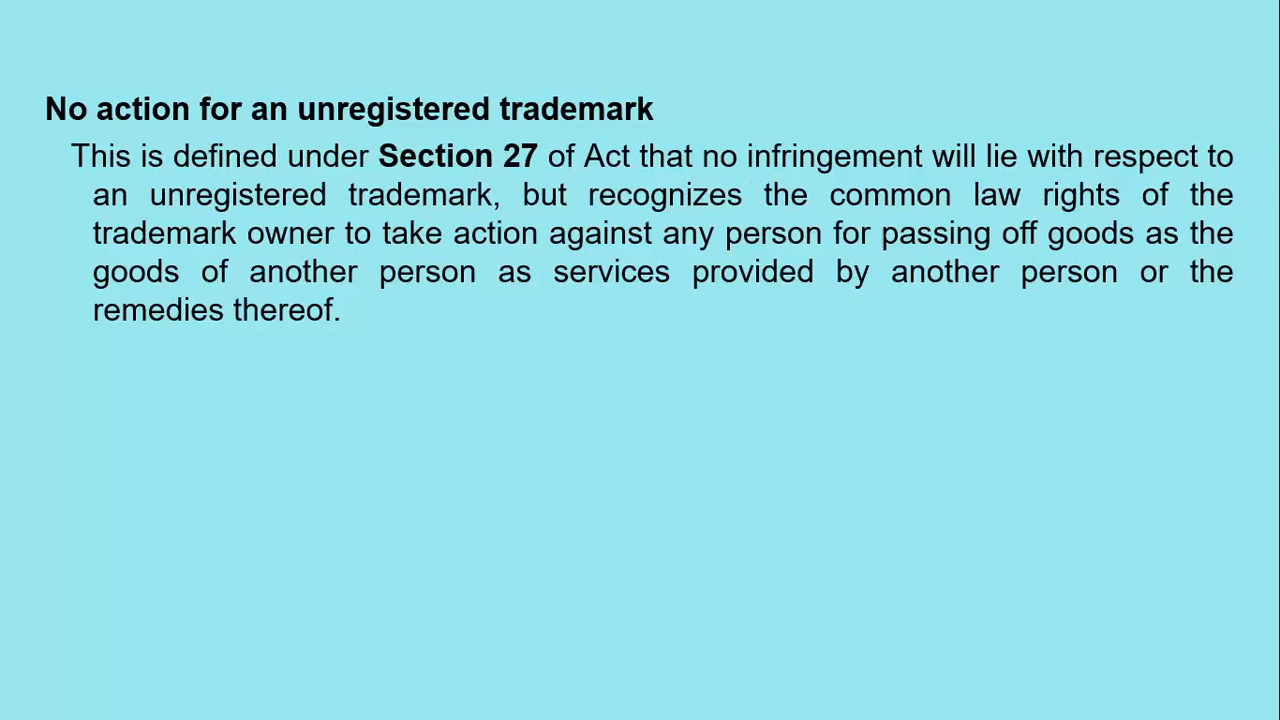 No action for an unregistered trademark
This is defined under Section 27 of Act that no infringement will lie with respect to
an unregistered trademark, but recognizes the common law rights of the
trademark owner to take action against any person for passing off goods as the
goods of another person as services provided by another person or the
remedies thereof.